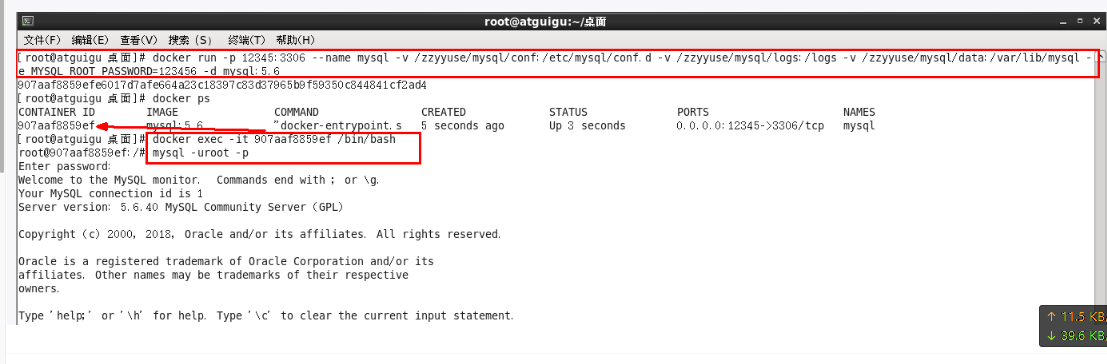 root@atguigu:~/桌面
文件(F) 编辑(E) 查看(V) 搜索 (S) 终端(T) 帮助(H)
[root@atguigu 桌面]# docker run -p 12345:3306 --name mysql -v /zzyyuse/mysql/conf:/etc/mysql/conf.d -v /zzyyuse/mysql/logs:/logs -v /zzyyuse/mysql/data:/var/lib/mysql -
e MYSQL_ROOT_PASSWORD=123456 -d mysql:5.6
907aaf8859efe6017d7afe664a23c18397c83d37965b9f59350c844841cf2ad4
[root@atguigu 桌面]# docker ps
CONTAINER ID IMAGE COMMAND CREATED STATUS PORTS NAMES
907aaf8859ef mysql:5.6 "docker-entrypoint.s 5 seconds ago Up 3 seconds 0.0.0.0:12345->3306/tcp mysql
[root@atguigu 桌面]# docker exec -it 907aaf8859ef /bin/bash
root@907aaf8859ef:/# mysql -uroot -p
Enter password:
Welcome to the MySQL monitor. Commands end with ; or \g.
Your MySQL connection id is 1
Server version: 5.6.40 MySQL Community Server (GPL)
Copyright (c) 2000, 2018, Oracle and/or its affiliates. All rights reserved.
Oracle is a registered trademark of Oracle Corporation and/or its
affiliates. Other names may be trademarks of their respective
owners.
Type 'help;' or '\h' for help. Type '\c' to clear the current input statement.
↑ 11.5 KB/
↓ 39.6 KB/